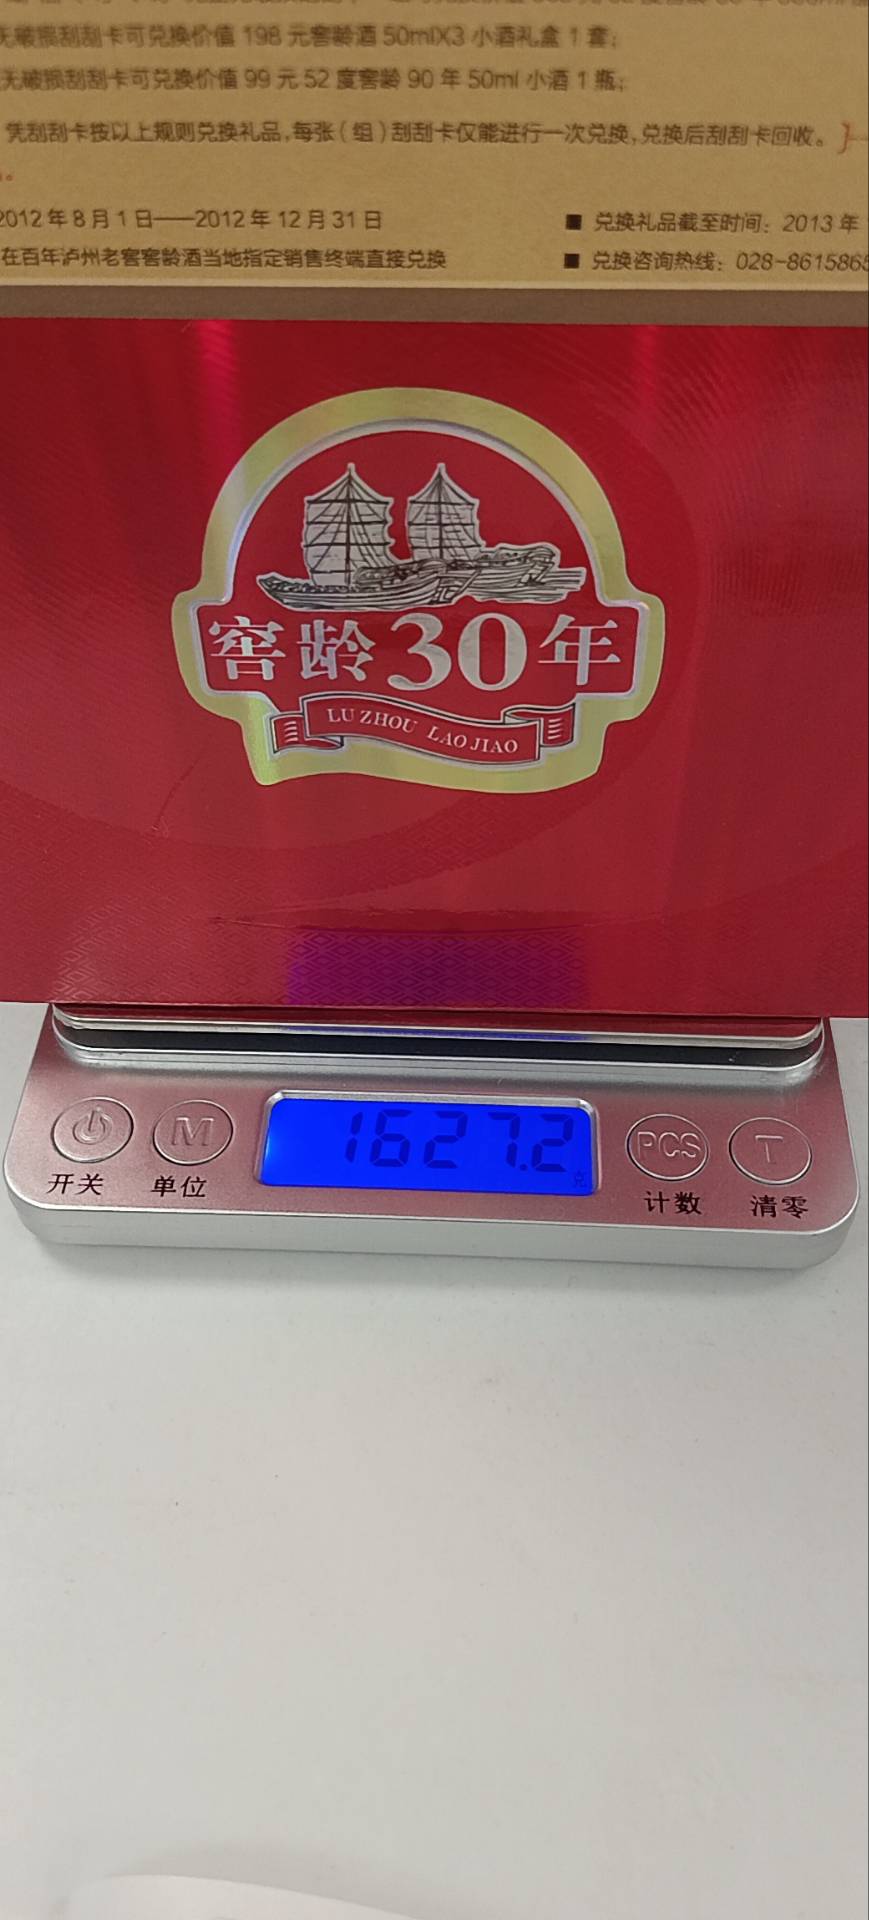 无破损刮刮卡可兑换价值 198 元窖龄酒 50mlX3 小酒礼盒 1 套;
无破损刮刮卡可兑换价值 99 元 52 度窖龄 90 年 50ml 小酒 1 瓶;
凭刮刮卡按以上规则兑换礼品,每张(组)刮刮卡仅能进行一次兑换,兑换后刮刮卡回收。
2012 年 8 月 1 日——2012 年 12 月 31 日
■ 兑换礼品截至时间: 2013 年
在百年泸州老窖窖龄酒当地指定销售终端直接兑换
■ 兑换咨询热线: 028-8615865
窖龄30年
LU ZHOU LAO JIAO
1627.2
克
M
PCS
T
开关
单位
计数
清零